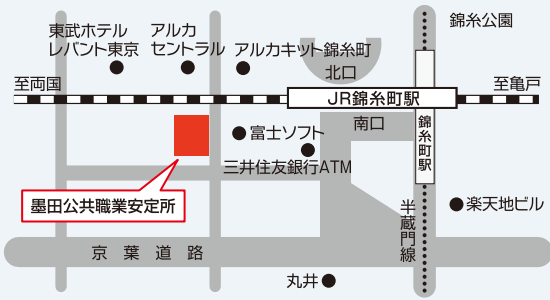 錦糸公園
東武ホテル
レバント東京
アルカ
セントラル
アルカキット錦糸町
北口
至両国
JR錦糸町駅
至亀戸
富士ソフト
南口
錦糸町駅
三井住友銀行ATM
墨田公共職業安定所
半蔵門線
楽天地ビル
京葉道路
丸井